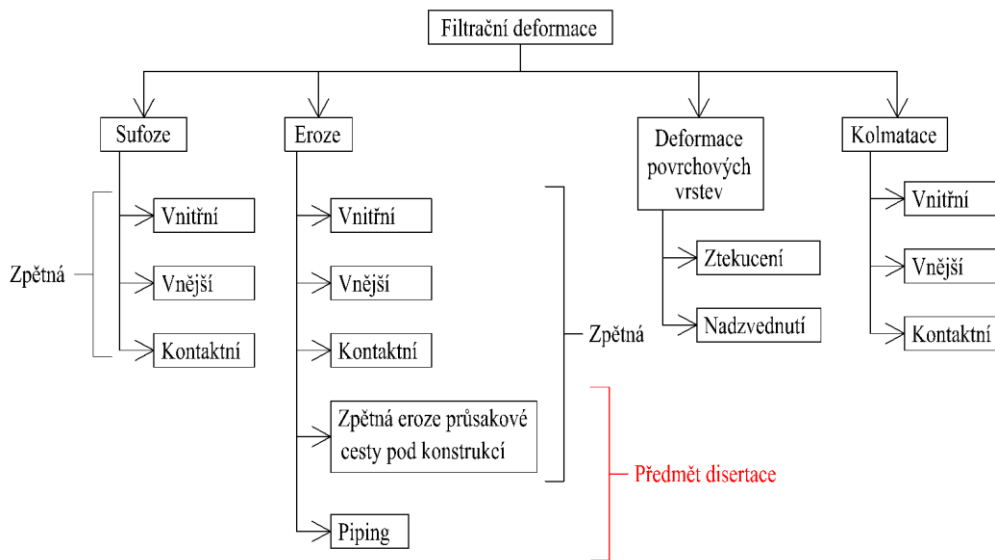 Filtrační deformace
Sufoze
Eroze
Deformace
povrchových
vrstev
Kolmatace
Zpětná
Vnitřní
Vnější
Kontaktní
Vnitřní
Vnější
Kontaktní
Zpětná eroze průsakové
cesty pod konstrukcí
Piping
Zpětná
Předmět disertace
Ztekucení
Nadzvednutí
Vnitřní
Vnější
Kontaktní